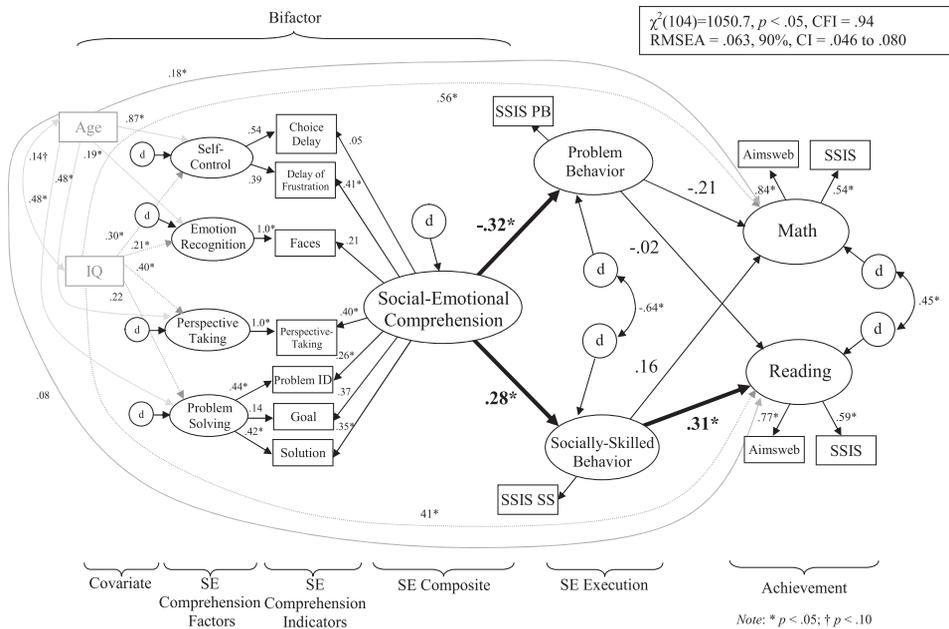 Bifactor
χ²(104)=1050.7, p < .05, CFI = .94
RMSEA = .063, 90%, CI = .046 to .080
.18*
.56*
Age
.87*
.14†
.19*
.48*
.48*
IQ
.30*
.21*
.40*
.22
.08
41*
d
Self-
Control
.54
.39
Choice
Delay
Delay of
Frustration
.05
.41*
d
Emotion
Recognition
1.0*
Faces
.21
d
Perspective
Taking
1.0*
Perspective-
Taking
.40*
d
Problem
Solving
.44*
.14
.42*
Problem ID
Goal
Solution
.26*
.37
.35*
d
Social-Emotional
Comprehension
-.32*
.28*
SSIS PB
Problem
Behavior
d
-.64*
d
Socially-Skilled
Behavior
SSIS SS
-.21
-.02
.16
.31*
Aimsweb
SSIS
.84*
.54*
Math
d
.45*
d
Reading
.77*
.59*
Aimsweb
SSIS
Covariate
SE
Comprehension
Factors
SE
Comprehension
Indicators
SE Composite
SE Execution
Achievement
Note: * p < .05; † p < .10